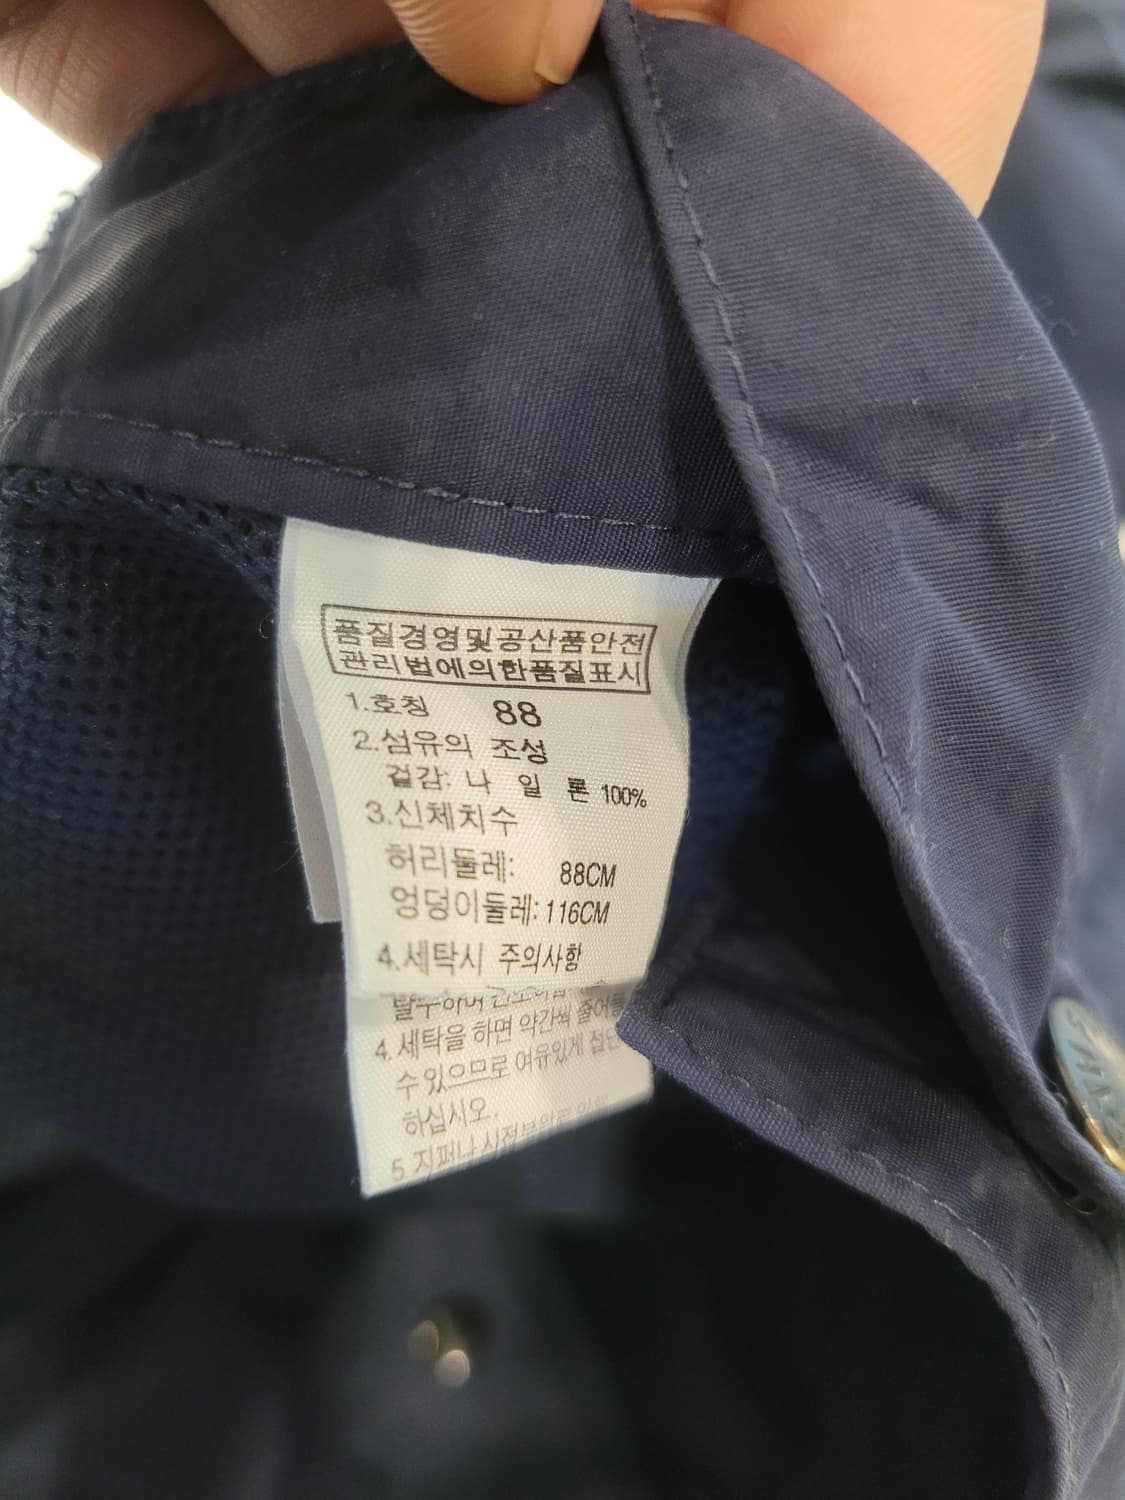 품질경영및공산품안전
관리법에의한품질표시
1.호칭 88
2.섬유의 조성
겉감: 나 일 론 100%
3.신체치수
허리둘레: 88CM
엉덩이둘레: 116CM
4.세탁시 주의사항
4.세탁을 하면 약간씩 줄어들
수있으므로 여유있게
하십시오.
5 지퍼나